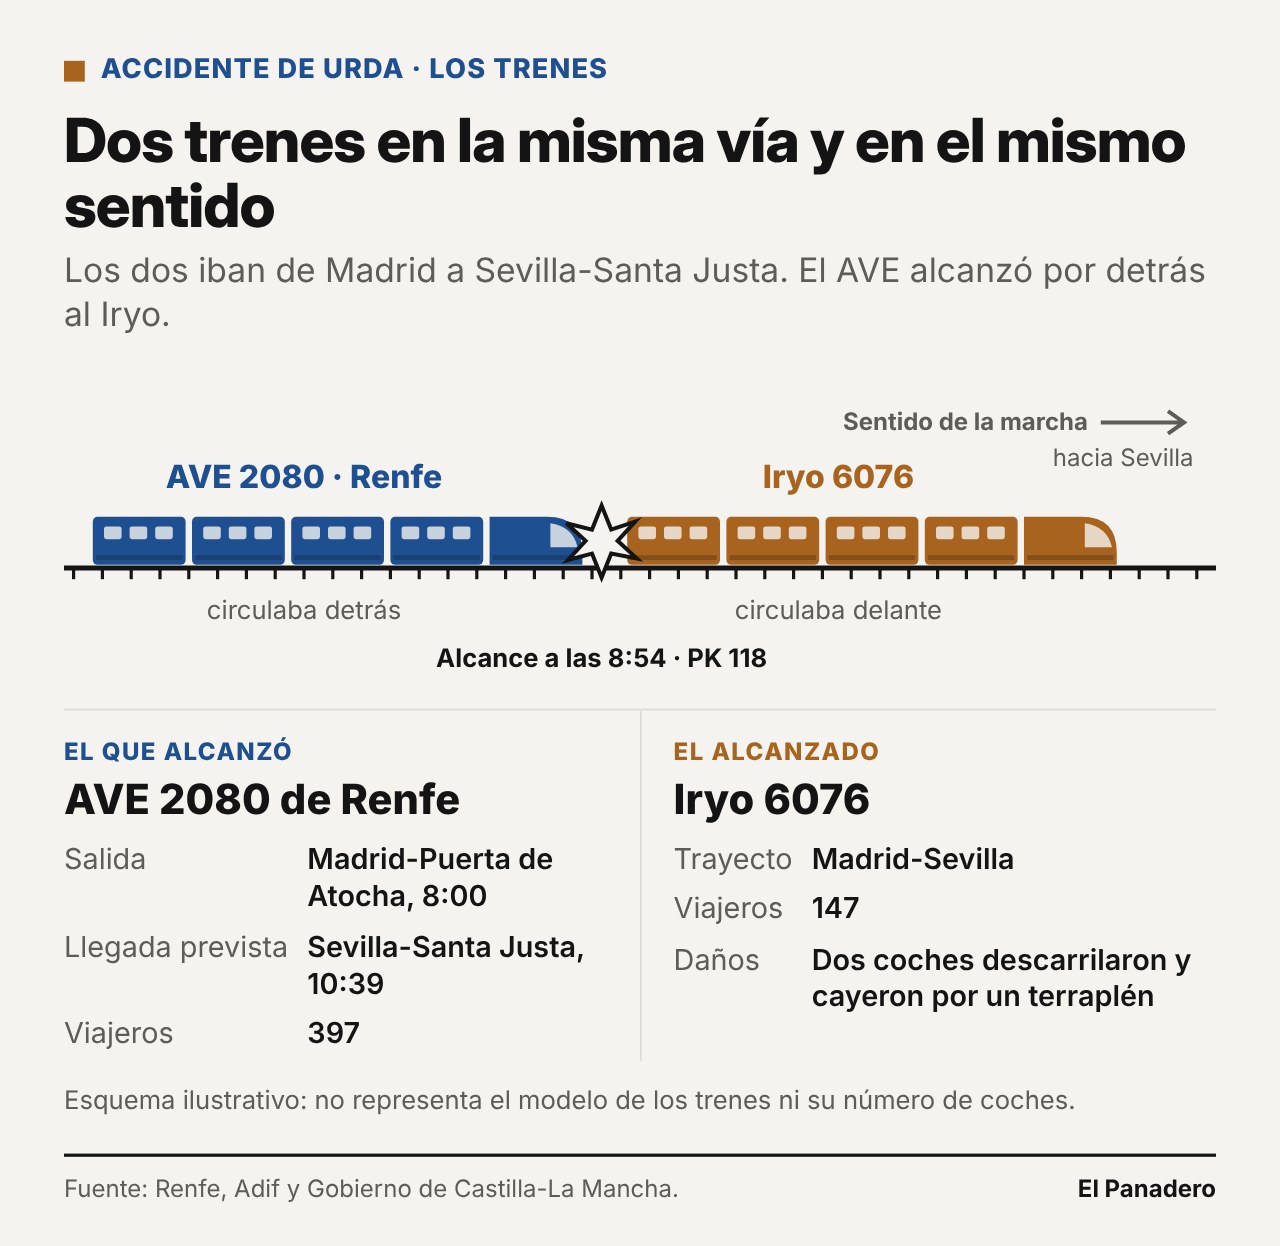 ACCIDENTE DE URDA · LOS TRENES
Dos trenes en la misma vía y en el mismo
sentido
Los dos iban de Madrid a Sevilla-Santa Justa. El AVE alcanzó por detrás
al Iryo.
Sentido de la marcha
hacia Sevilla
AVE 2080 · Renfe
Iryo 6076
circulaba detrás
circulaba delante
Alcance a las 8:54 · PK 118
EL QUE ALCANZÓ
AVE 2080 de Renfe
Salida Madrid-Puerta de
Atocha, 8:00
Llegada prevista Sevilla-Santa Justa,
10:39
Viajeros 397
EL ALCANZADO
Iryo 6076
Trayecto Madrid-Sevilla
Viajeros 147
Daños Dos coches descarrilaron y
cayeron por un terraplén
Esquema ilustrativo: no representa el modelo de los trenes ni su número de coches.
Fuente: Renfe, Adif y Gobierno de Castilla-La Mancha.
El Panadero